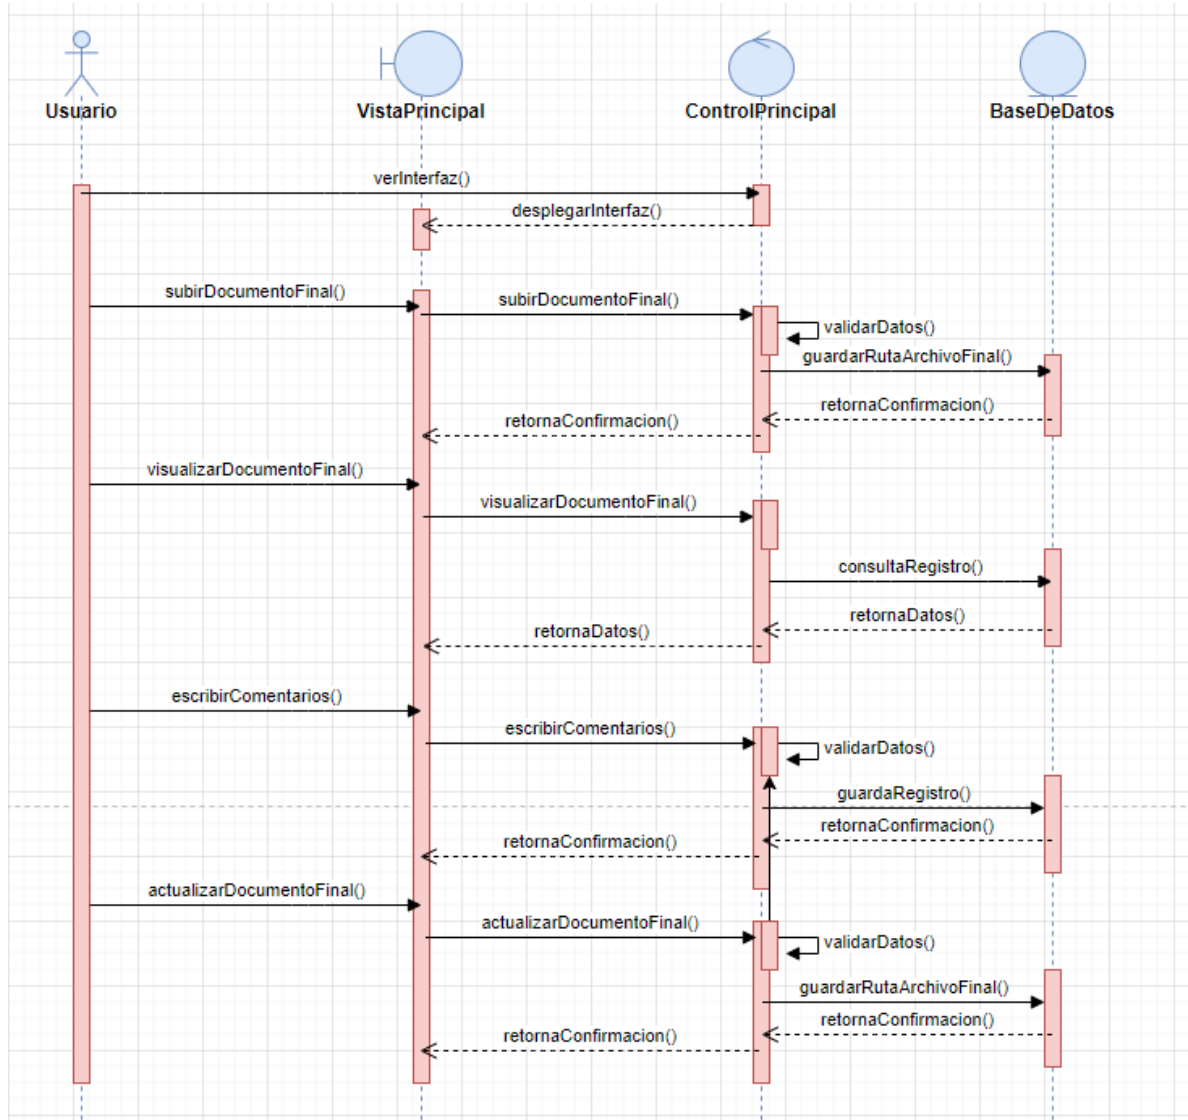 Usuario
VistaPrincipal
ControlPrincipal
BaseDeDatos
verInterfaz()
desplegarInterfaz()
subirDocumentoFinal()
subirDocumentoFinal()
validarDatos()
guardarRutaArchivoFinal()
retornaConfirmacion()
retornaConfirmacion()
visualizarDocumentoFinal()
visualizarDocumentoFinal()
consultaRegistro()
retornaDatos()
retornaDatos()
escribirComentarios()
escribirComentarios()
validarDatos()
guardaRegistro()
retornaConfirmacion()
retornaConfirmacion()
actualizarDocumentoFinal()
actualizarDocumentoFinal()
validarDatos()
guardarRutaArchivoFinal()
retornaConfirmacion()
retornaConfirmacion()